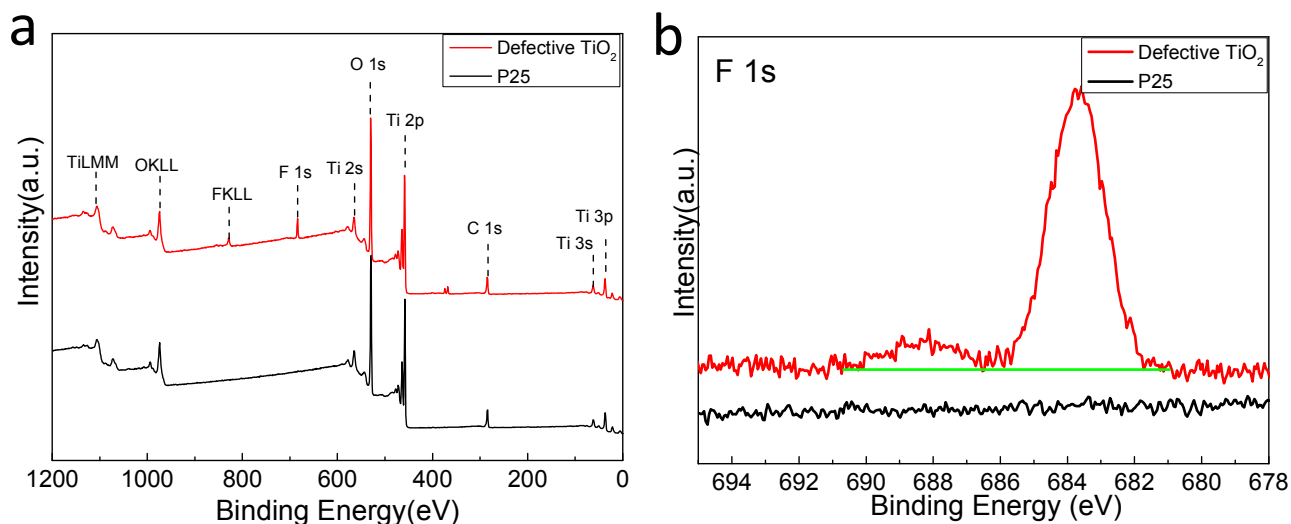 a
Defective TiO₂
P25
O 1s
Ti 2p
TiLMM
OKLL
FKLL
F 1s
Ti 2s
C 1s
Ti 3p
Ti 3s
Intensity(a.u.)
1200 1000 800 600 400 200 0
Binding Energy(eV)
b
F 1s
Defective TiO₂
P25
Intensity(a.u.)
694 692 690 688 686 684 682 680 678
Binding Energy (eV)